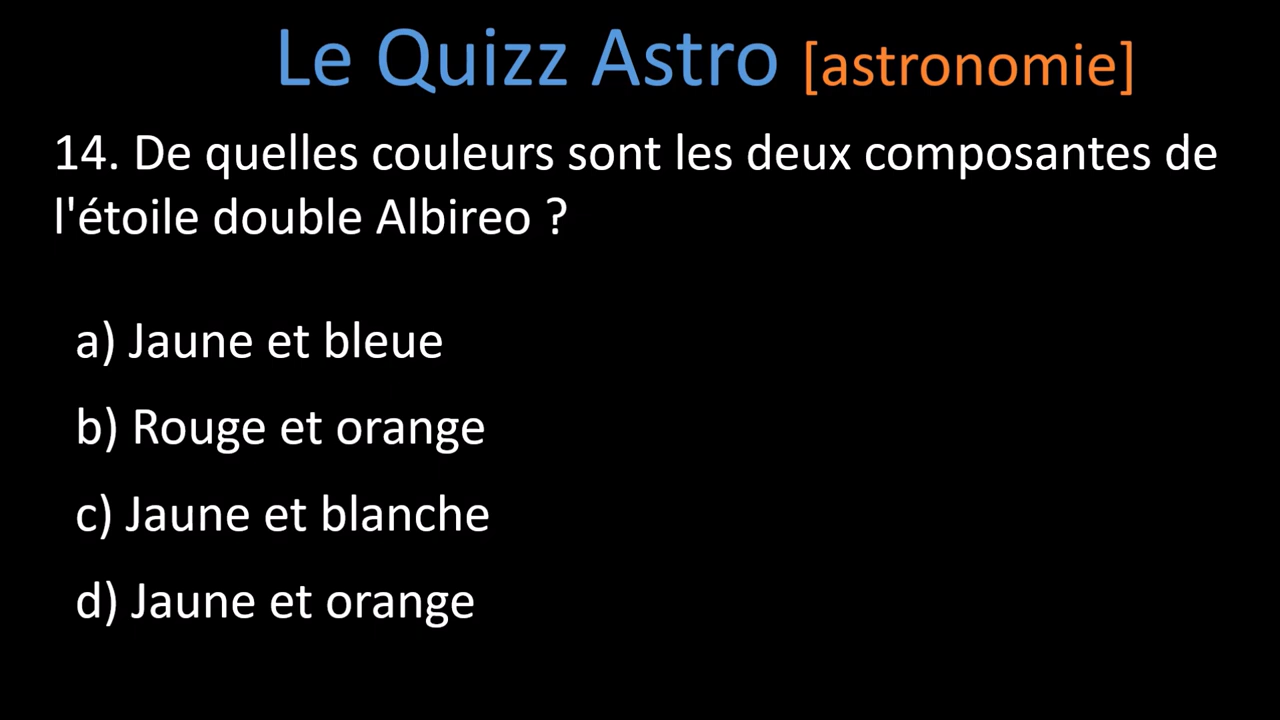 Le Quizz Astro [astronomie]
14. De quelles couleurs sont les deux composantes de
l'étoile double Albireo ?
a) Jaune et bleue
b) Rouge et orange
c) Jaune et blanche
d) Jaune et orange